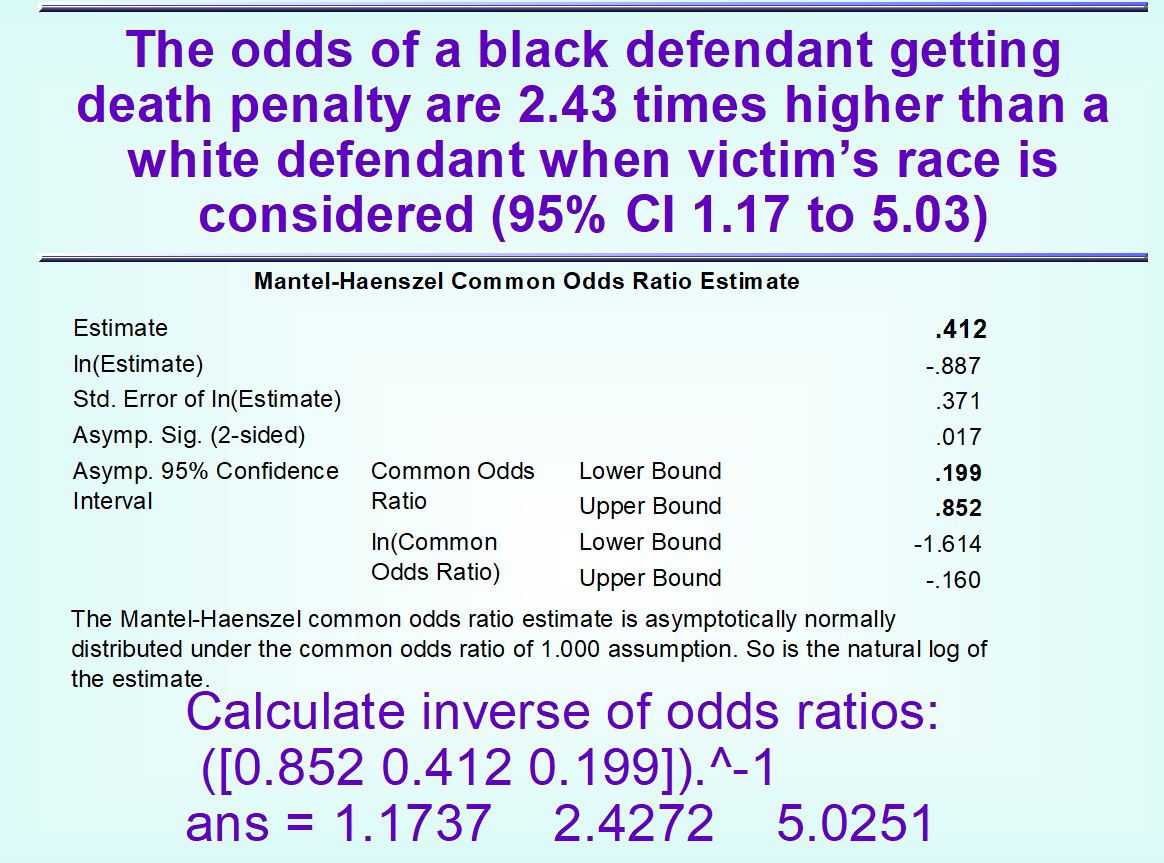 The odds of a black defendant getting
death penalty are 2.43 times higher than a
white defendant when victim's race is
considered (95% CI 1.17 to 5.03)
Mantel-Haenszel Common Odds Ratio Estimate
Estimate .412
ln(Estimate) -.887
Std. Error of ln(Estimate) .371
Asymp. Sig. (2-sided) .017
Asymp. 95% Confidence Common Odds Lower Bound .199
Interval Ratio Upper Bound .852
ln(Common Lower Bound -1.614
Odds Ratio) Upper Bound -.160
The Mantel-Haenszel common odds ratio estimate is asymptotically normally
distributed under the common odds ratio of 1.000 assumption. So is the natural log of
the estimate.
Calculate inverse of odds ratios:
([0.852 0.412 0.199]).^-1
ans = 1.1737 2.4272 5.0251